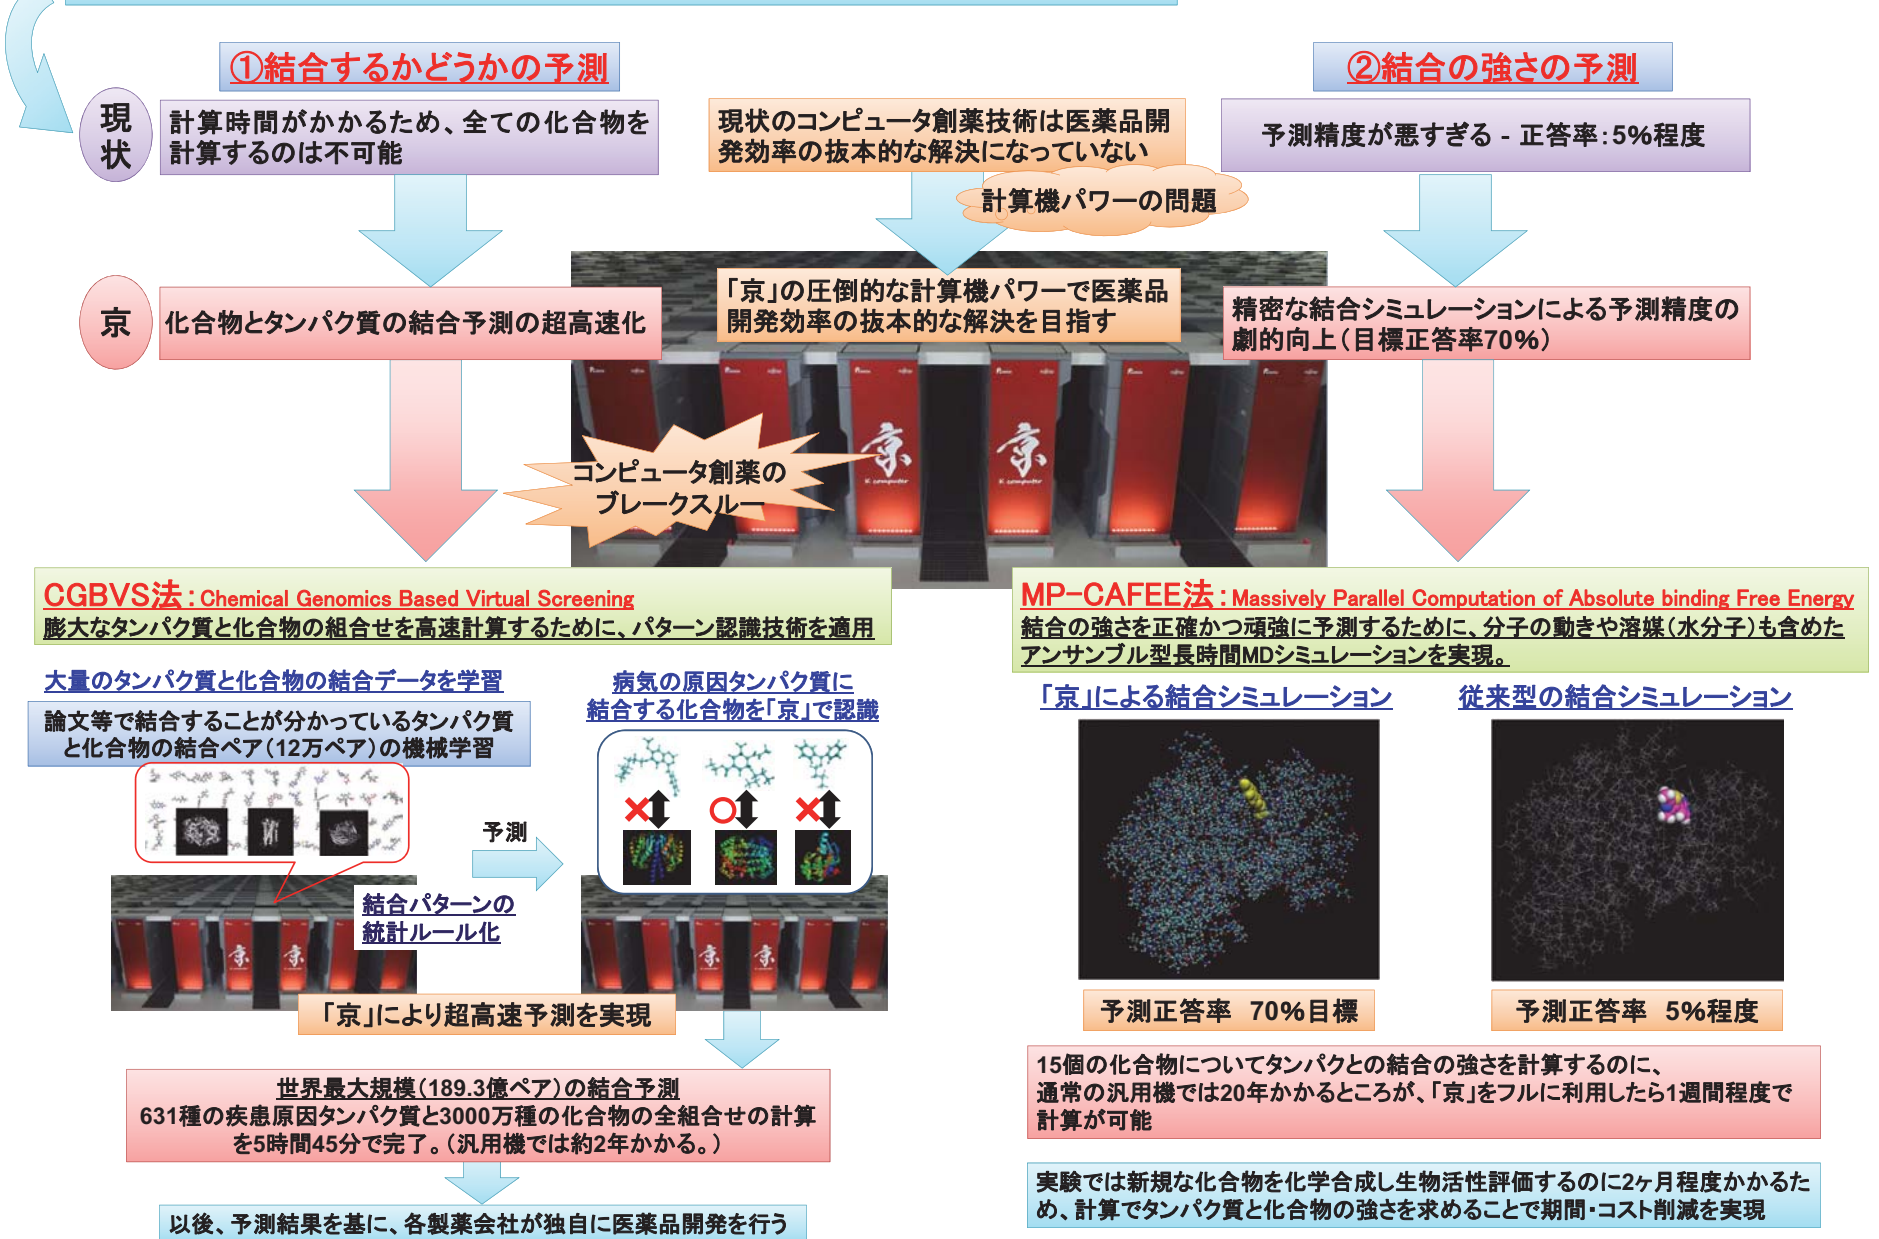 ①結合するかどうかの予測
②結合の強さの予測
現状
計算時間がかかるため、全ての化合物を
計算するのは不可能
現状のコンピュータ創薬技術は医薬品開
発効率の抜本的な解決になっていない
予測精度が悪すぎる - 正答率：5%程度
計算機パワーの問題
京
化合物とタンパク質の結合予測の超高速化
「京」の圧倒的な計算機パワーで医薬品
開発効率の抜本的な解決を目指す
精密な結合シミュレーションによる予測精度の
劇的向上（目標正答率70%）
コンピュータ創薬の
ブレークスルー
京
K computer
京
K computer
CGBVS法：Chemical Genomics Based Virtual Screening
膨大なタンパク質と化合物の組合せを高速計算するために、パターン認識技術を適用
MP-CAFEE法：Massively Parallel Computation of Absolute binding Free Energy
結合の強さを正確かつ頑強に予測するために、分子の動きや溶媒（水分子）も含めた
アンサンブル型長時間MDシミュレーションを実現。
大量のタンパク質と化合物の結合データを学習
論文等で結合することが分かっているタンパク質
と化合物の結合ペア（12万ペア）の機械学習
病気の原因タンパク質に
結合する化合物を「京」で認識
予測
結合パターンの
統計ルール化
京
京
京
京
「京」により超高速予測を実現
世界最大規模（189.3億ペア）の結合予測
631種の疾患原因タンパク質と3000万種の化合物の全組合せの計算
を5時間45分で完了。（汎用機では約2年かかる。）
以後、予測結果を基に、各製薬会社が独自に医薬品開発を行う
「京」による結合シミュレーション
従来型の結合シミュレーション
予測正答率　70%目標
予測正答率　5%程度
15個の化合物についてタンパクとの結合の強さを計算するのに、
通常の汎用機では20年かかるところが、「京」をフルに利用したら1週間程度で
計算が可能
実験では新規な化合物を化学合成し生物活性評価するのに2ヶ月程度かかるた
め、計算でタンパク質と化合物の強さを求めることで期間・コスト削減を実現